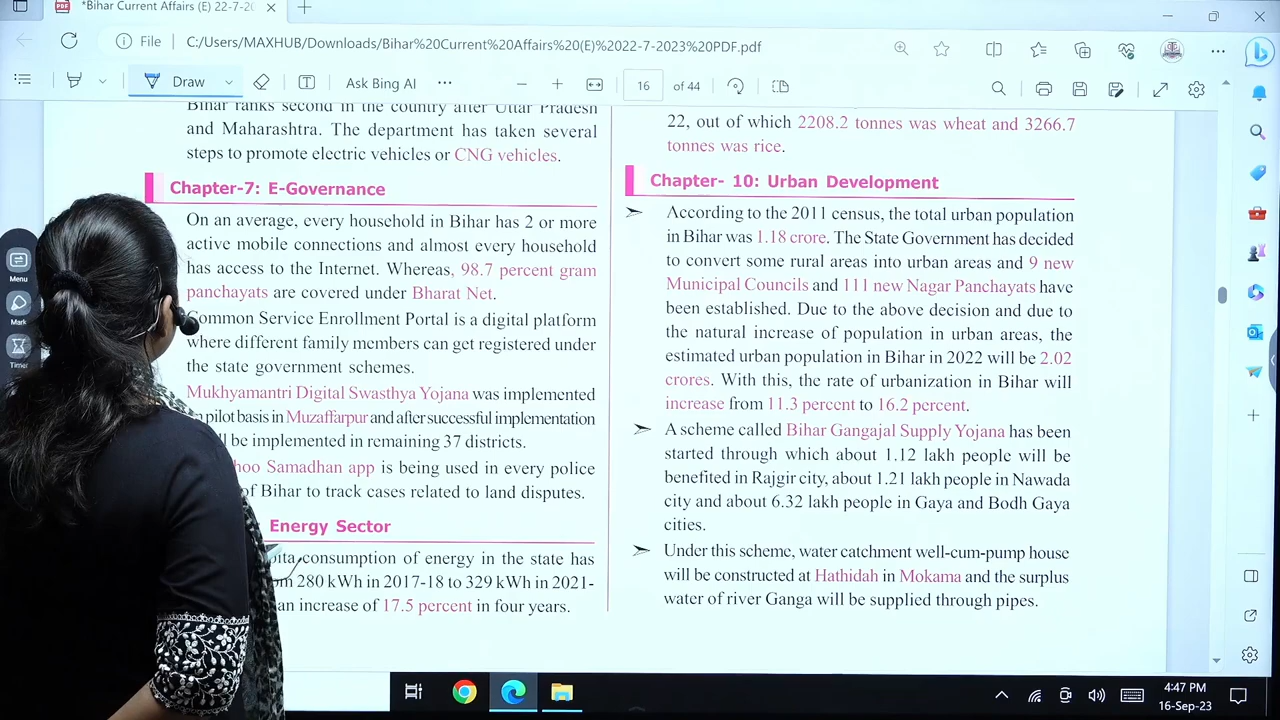 *Bihar Current Affairs (E) 22-7-20
File
C:/Users/MAXHUB/Downloads/Bihar%20Current%20Affairs%20(E)%2022-7-2023%20PDF.pdf
Draw
Ask Bing AI
16 of 44
Menu
Mark
Timer
Bihar ranks second in the country after Uttar Pradesh
and Maharashtra. The department has taken several
steps to promote electric vehicles or CNG vehicles.
Chapter-7: E-Governance
On an average, every household in Bihar has 2 or more
active mobile connections and almost every household
has access to the Internet. Whereas, 98.7 percent gram
panchayats are covered under Bharat Net.
Common Service Enrollment Portal is a digital platform
where different family members can get registered under
the state government schemes.
Mukhyamantri Digital Swasthya Yojana was implemented
pilot basis in Muzaffarpur and after successful implementation
be implemented in remaining 37 districts.
hoo Samadhan app is being used in every police
of Bihar to track cases related to land disputes.
Energy Sector
ita consumption of energy in the state has
m 280 kWh in 2017-18 to 329 kWh in 2021-
an increase of 17.5 percent in four years.
22, out of which 2208.2 tonnes was wheat and 3266.7
tonnes was rice.
Chapter- 10: Urban Development
➢ According to the 2011 census, the total urban population
in Bihar was 1.18 crore. The State Government has decided
to convert some rural areas into urban areas and 9 new
Municipal Councils and 111 new Nagar Panchayats have
been established. Due to the above decision and due to
the natural increase of population in urban areas, the
estimated urban population in Bihar in 2022 will be 2.02
crores. With this, the rate of urbanization in Bihar will
increase from 11.3 percent to 16.2 percent.
➢ A scheme called Bihar Gangajal Supply Yojana has been
started through which about 1.12 lakh people will be
benefited in Rajgir city, about 1.21 lakh people in Nawada
city and about 6.32 lakh people in Gaya and Bodh Gaya
cities.
➢ Under this scheme, water catchment well-cum-pump house
will be constructed at Hathidah in Mokama and the surplus
water of river Ganga will be supplied through pipes.
4:47 PM
16-Sep-23